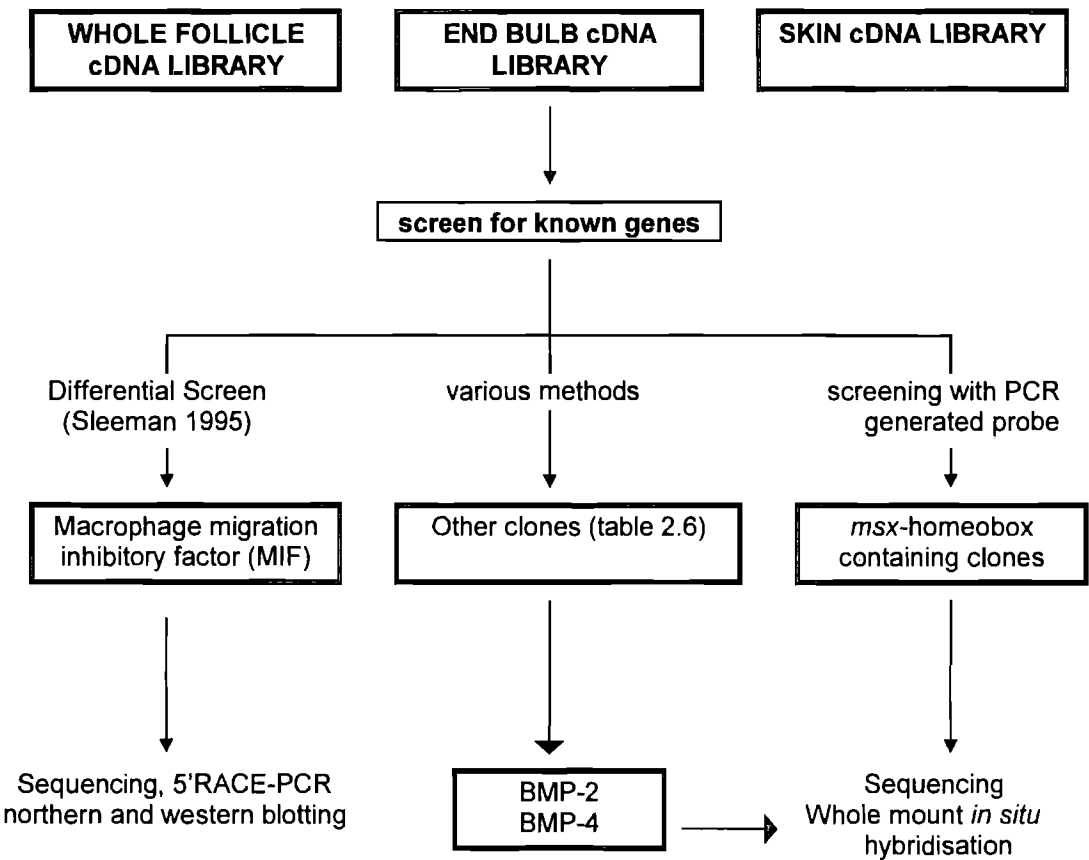 WHOLE FOLLICLE
cDNA LIBRARY
END BULB cDNA
LIBRARY
SKIN cDNA LIBRARY
screen for known genes
Differential Screen
(Sleeman 1995)
various methods
screening with PCR
generated probe
Macrophage migration
inhibitory factor (MIF)
Other clones (table 2.6)
msx-homeobox
containing clones
Sequencing, 5'RACE-PCR
northern and western blotting
BMP-2
BMP-4
Sequencing
Whole mount in situ
hybridisation